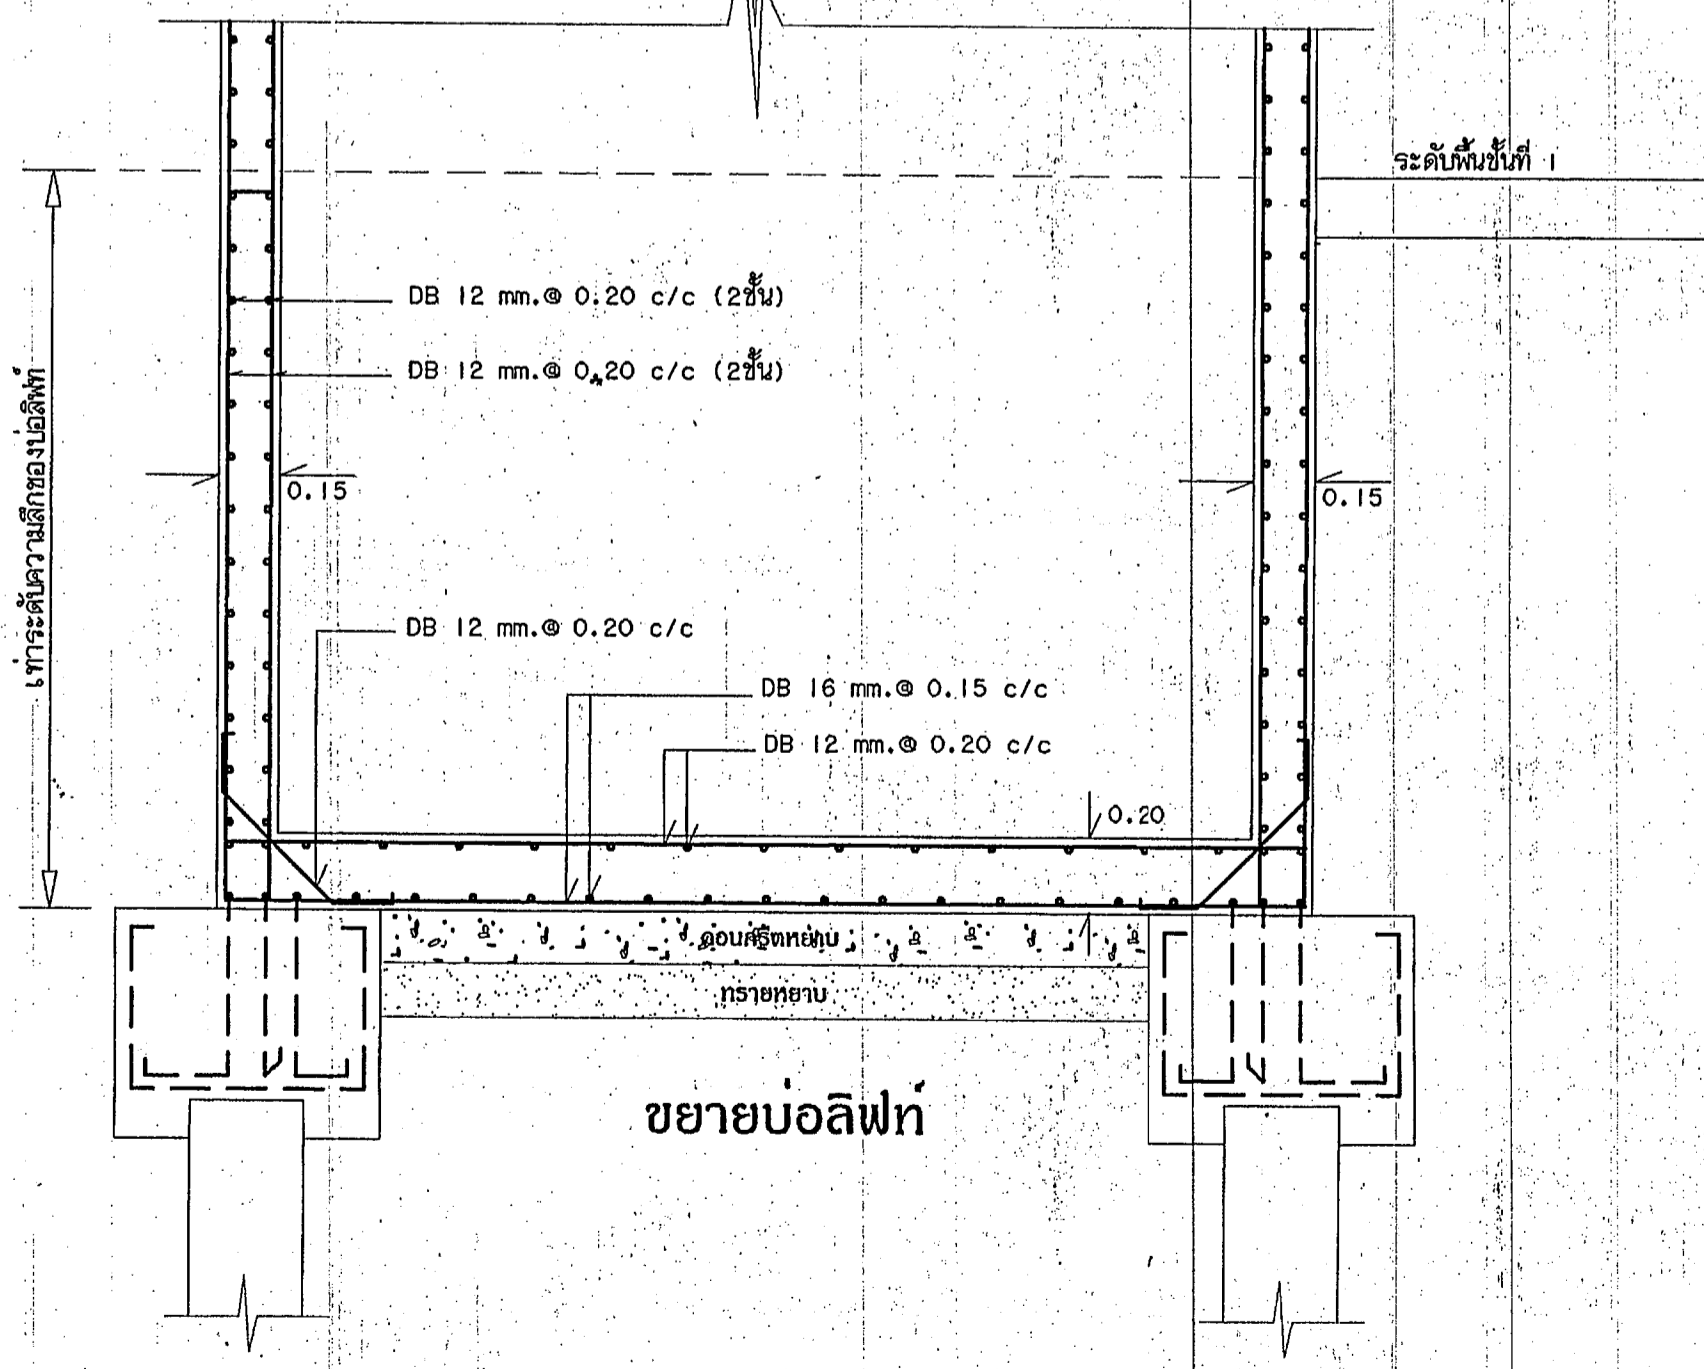 ระดับพื้นชั้นที่ 1
DB 12 mm.@ 0.20 c/c (2ชั้น)
DB 12 mm.@ 0.20 c/c (2ชั้น)
เท่าระดับความลึกของบ่อลิฟท์
0.15
0.15
DB 12 mm.@ 0.20 c/c
DB 16 mm.@ 0.15 c/c
DB 12 mm.@ 0.20 c/c
0.20
คอนกรีตหยาบ
ทรายหยาบ
ขยายบ่อลิฟท์